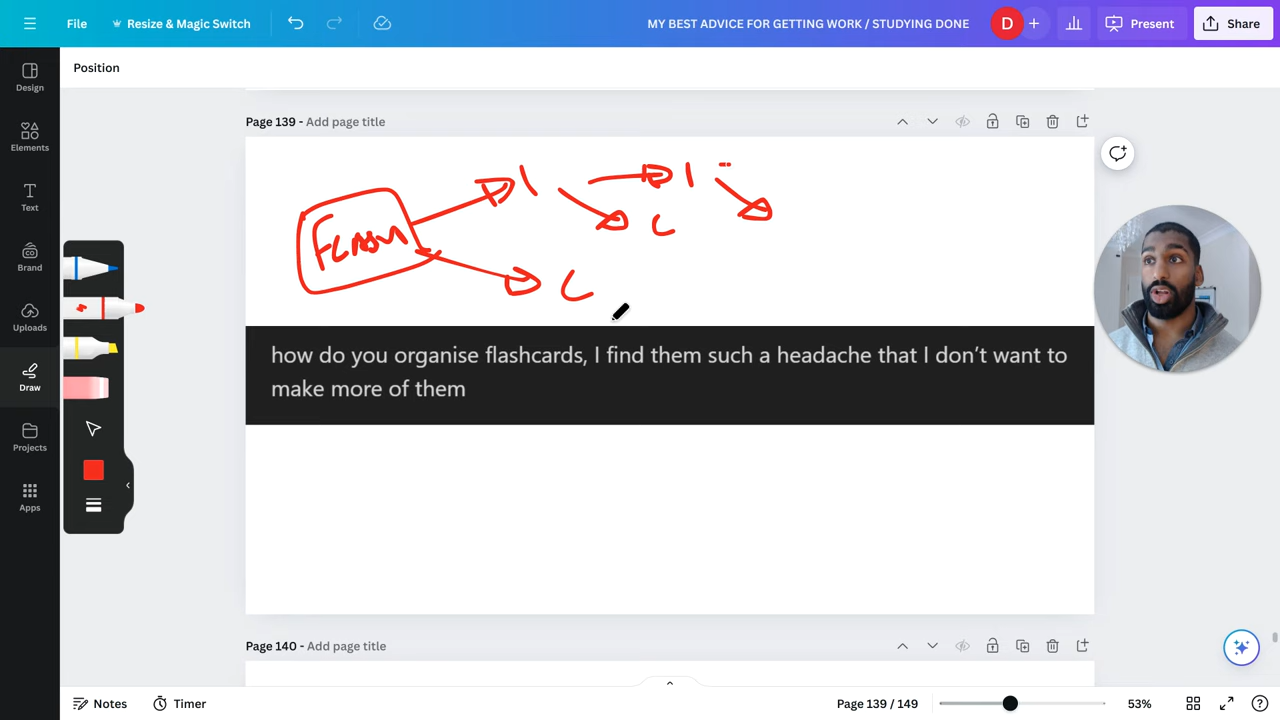 File
Resize & Magic Switch
MY BEST ADVICE FOR GETTING WORK / STUDYING DONE
D
Present
Share
Position
Design
Elements
Text
Brand
Uploads
Draw
Projects
Apps
Page 139 - Add page title
FLASH
I
I
C
C
how do you organise flashcards, I find them such a headache that I don't want to
make more of them
Page 140 - Add page title
Notes
Timer
Page 139 / 149
53%